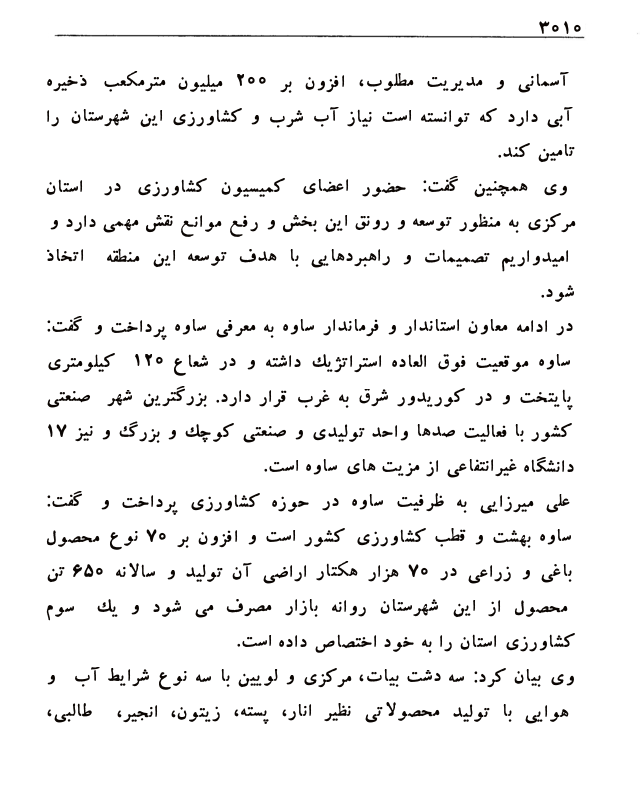 ۳۰۱۰
آسمانی و مدیریت مطلوب، افزون بر ۲۰۰ میلیون مترمکعب ذخیره
آبی دارد که توانسته است نیاز آب شرب و کشاورزی این شهرستان را
تامین کند.
وی همچنین گفت: حضور اعضای کمیسیون کشاورزی در استان
مرکزی به منظور توسعه و رونق این بخش و رفع موانع نقش مهمی دارد و
امیدواریم تصمیمات و راهبردهایی با هدف توسعه این منطقه اتخاذ
شود.
در ادامه معاون استاندار و فرماندار ساوه به معرفی ساوه پرداخت و گفت:
ساوه موقعیت فوق العاده استراتژیك داشته و در شعاع ۱۲۰ کیلومتری
پایتخت و در کوریدور شرق به غرب قرار دارد. بزرگترین شهر صنعتی
کشور با فعالیت صدها واحد تولیدی و صنعتی کوچك و بزرگ و نیز ۱۷
دانشگاه غیرانتفاعی از مزیت های ساوه است.
علی میرزایی به ظرفیت ساوه در حوزه کشاورزی پرداخت و گفت:
ساوه بهشت و قطب کشاورزی کشور است و افزون بر ۷۰ نوع محصول
باغی و زراعی در ۷۰ هزار هکتار اراضی آن تولید و سالانه ۶۵۰ تن
محصول از این شهرستان روانه بازار مصرف می شود و یك سوم
کشاورزی استان را به خود اختصاص داده است.
وی بیان کرد: سه دشت بیات، مرکزی و لویین با سه نوع شرایط آب و
هوایی با تولید محصولاتی نظیر انار، پسته، زیتون، انجیر، طالبی،